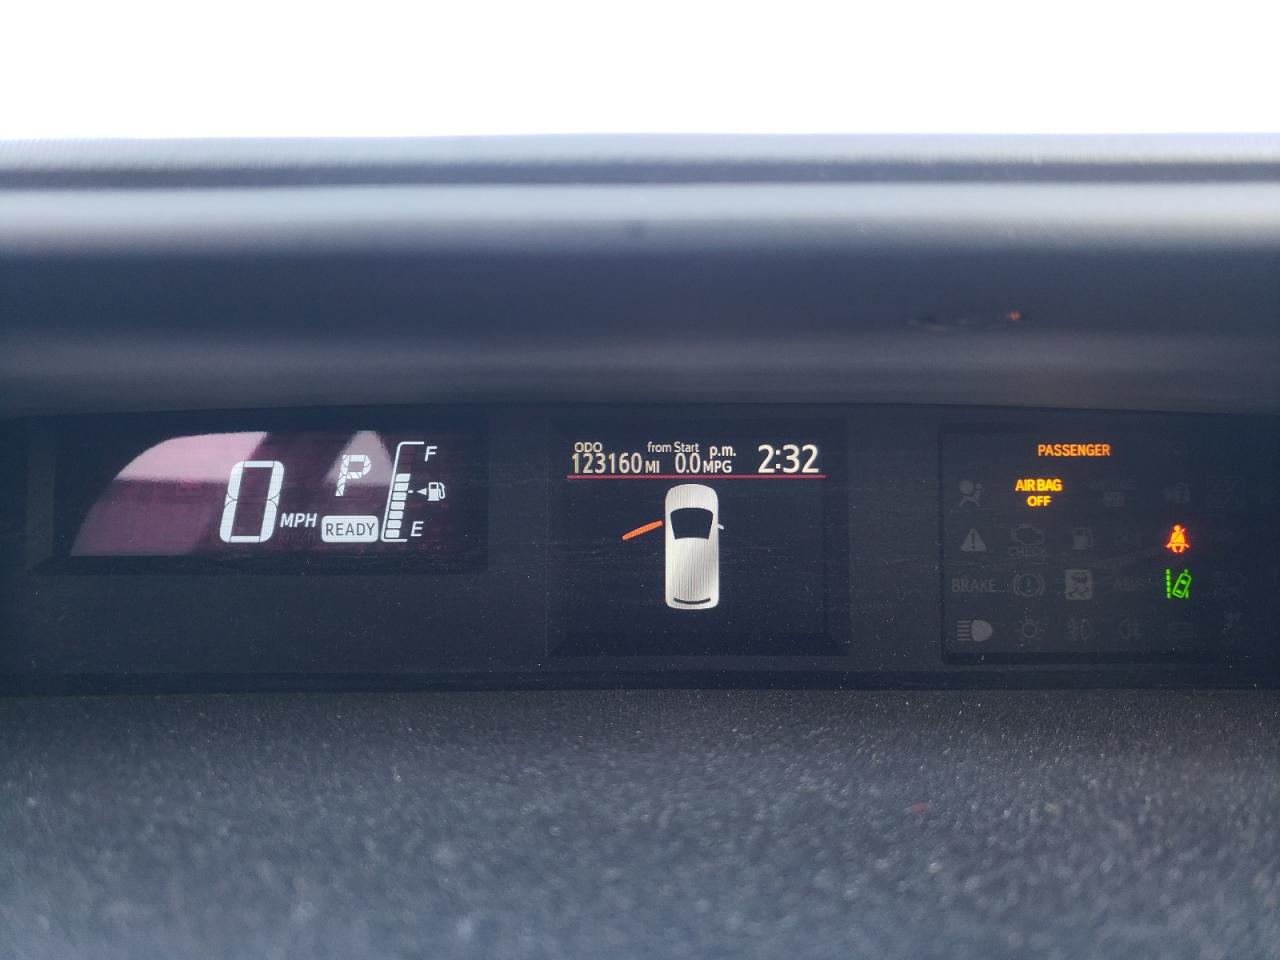 0 MPH
P
READY
F
E
ODO
123160 MI
from Start
0.0 MPG
p.m. 2:32
PASSENGER
AIR BAG
OFF
CHECK
BRAKE
ABS